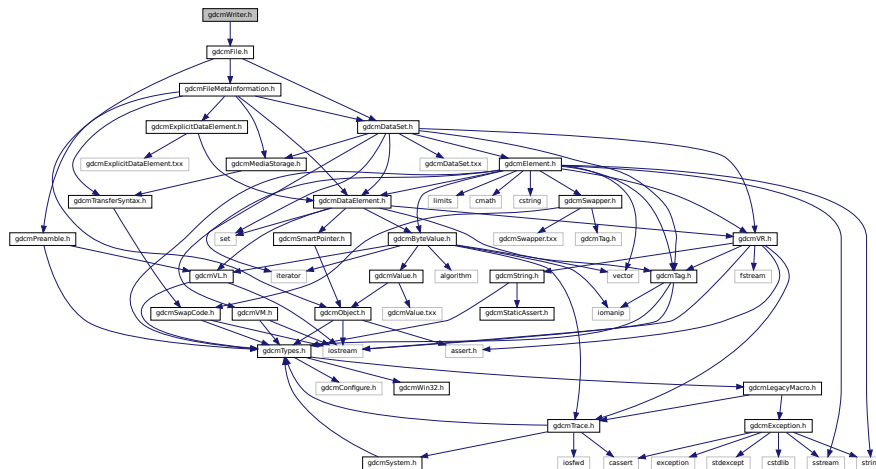 gdcmWriter.h
gdcmFile.h
gdcmFileMetaInformation.h
gdcmExplicitDataElement.h
gdcmDataSet.h
gdcmExplicitDataElement.txx
gdcmMediaStorage.h
gdcmDataSet.txx
gdcmElement.h
gdcmTransferSyntax.h
gdcmDataElement.h
limits
cmath
cstring
gdcmSwapper.h
gdcmPreamble.h
set
gdcmSmartPointer.h
gdcmByteValue.h
gdcmSwapper.txx
gdcmTag.h
gdcmVR.h
gdcmVL.h
iterator
gdcmValue.h
algorithm
gdcmString.h
vector
gdcmTag.h
fstream
gdcmSwapCode.h
gdcmVM.h
gdcmObject.h
gdcmValue.txx
gdcmStaticAssert.h
iomanip
gdcmTypes.h
iostream
assert.h
gdcmConfigure.h
gdcmWin32.h
gdcmLegacyMacro.h
gdcmTrace.h
gdcmException.h
gdcmSystem.h
iosfwd
cassert
exception
stdexcept
cstdlib
sstream